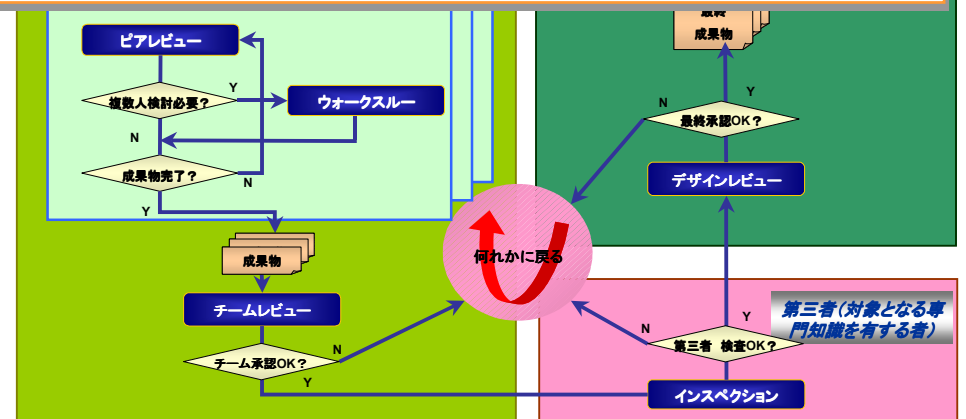 ピアレビュー
Y
複数人検討必要？
ウォークスルー
N
成果物完了？
N
Y
成果物
チームレビュー
チーム承認OK？
N
Y
何れかに戻る
最終
成果物
Y
N
最終承認OK？
デザインレビュー
第三者（対象となる専
門知識を有する者）
Y
N
第三者 検査OK？
インスペクション